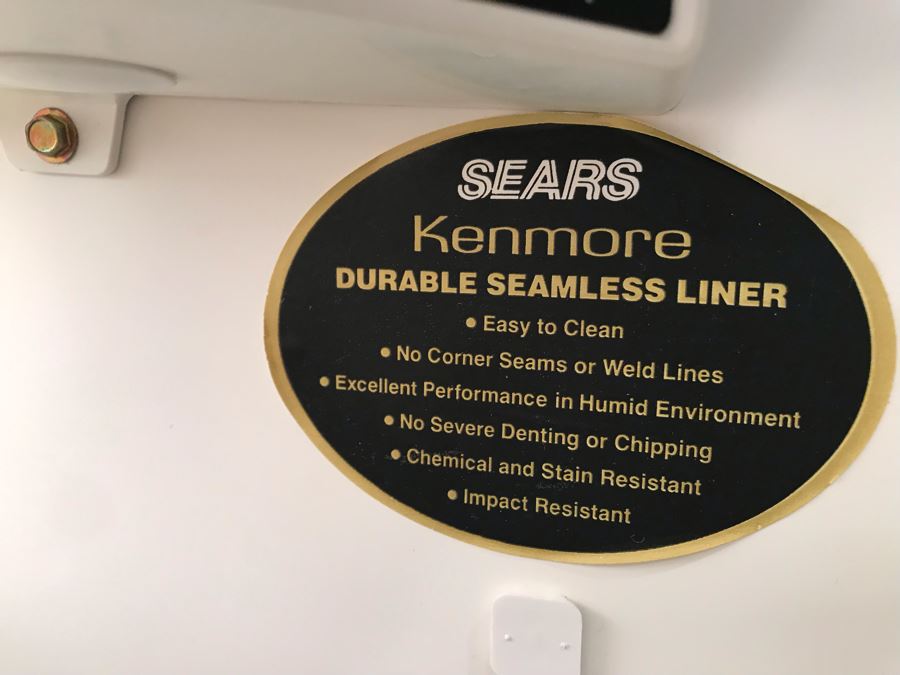 SEARS
Kenmore
DURABLE SEAMLESS LINER
• Easy to Clean
• No Corner Seams or Weld Lines
• Excellent Performance in Humid Environment
• No Severe Denting or Chipping
• Chemical and Stain Resistant
• Impact Resistant